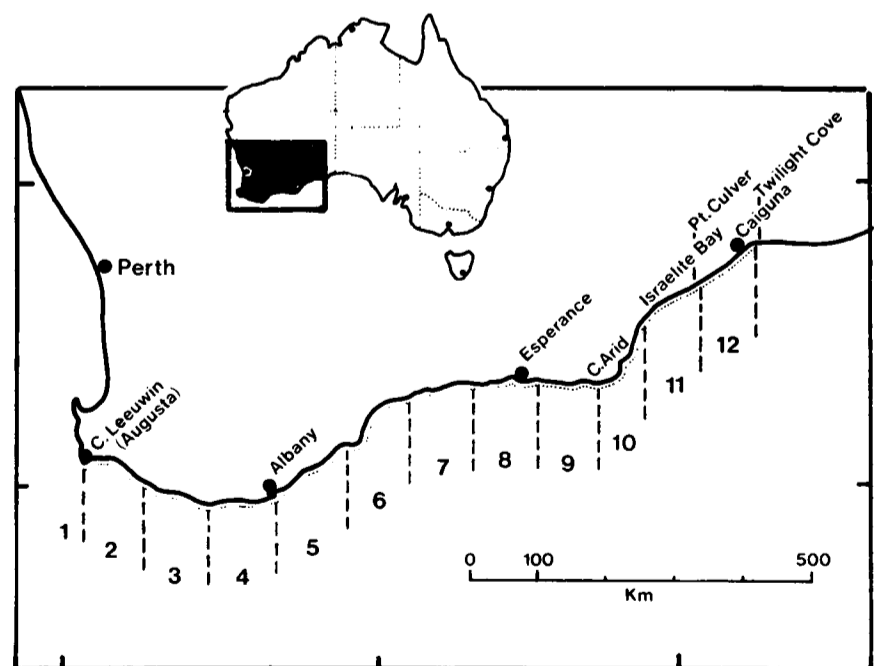 Perth
C. Leeuwin
(Augusta)
Albany
Esperance
C. Arid
Israelite Bay
Pt. Culver
Caiguna
Twilight Cove
1
2
3
4
5
6
7
8
9
10
11
12
0 100 500
Km